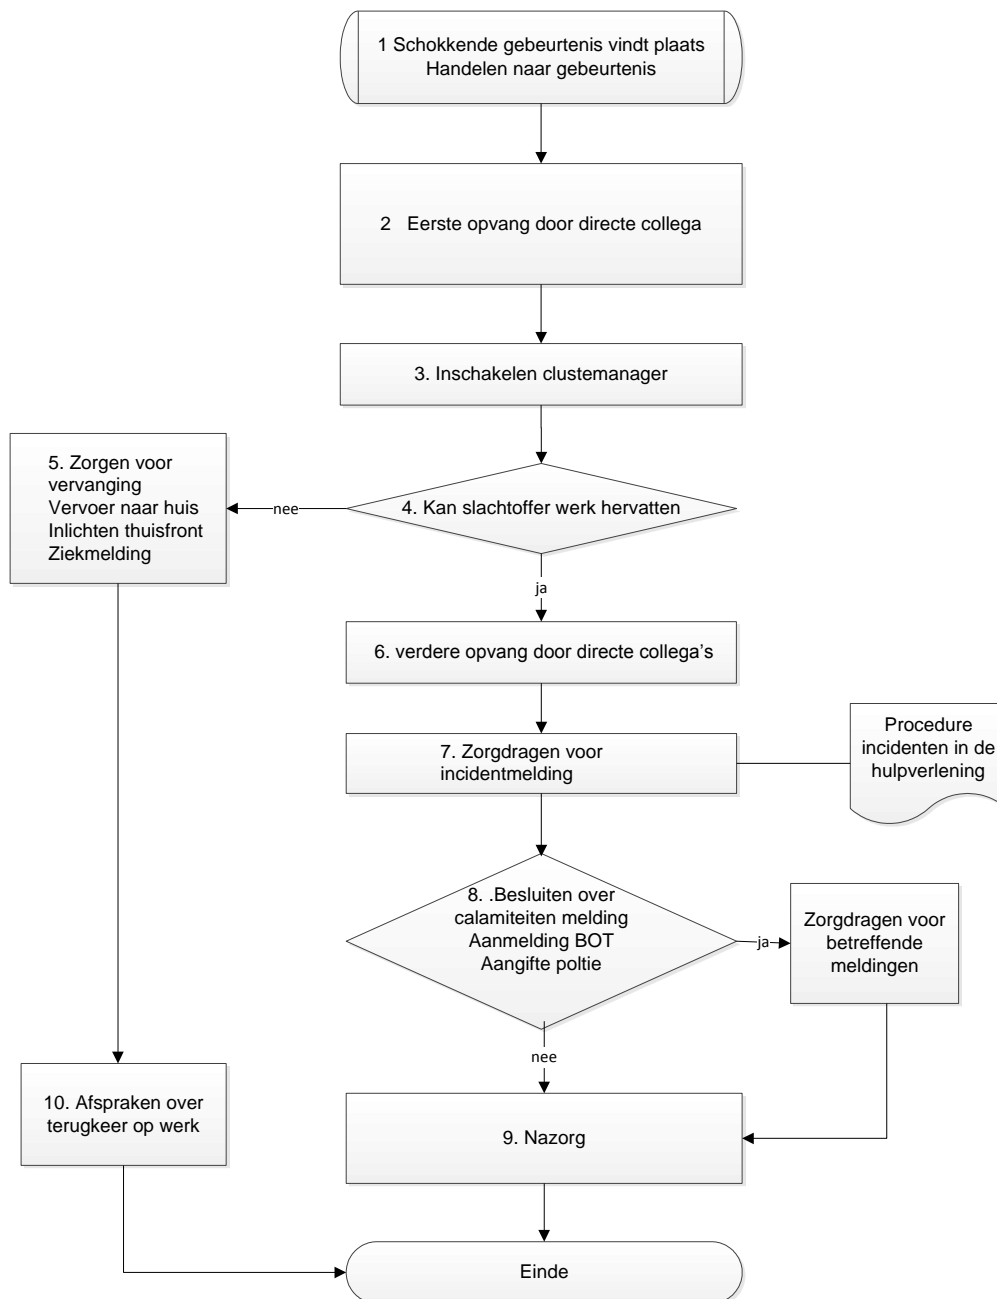 1 Schokkende gebeurtenis vindt plaats
Handelen naar gebeurtenis
2 Eerste opvang door directe collega
3. Inschakelen clustemanager
4. Kan slachtoffer werk hervatten
nee
5. Zorgen voor
vervanging
Vervoer naar huis
Inlichten thuisfront
Ziekmelding
ja
6. verdere opvang door directe collega's
7. Zorgdragen voor
incidentmelding
Procedure
incidenten in de
hulpverlening
8. .Besluiten over
calamiteiten melding
Aanmelding BOT
Aangifte poltie
ja
Zorgdragen voor
betreffende
meldingen
nee
10. Afspraken over
terugkeer op werk
9. Nazorg
Einde